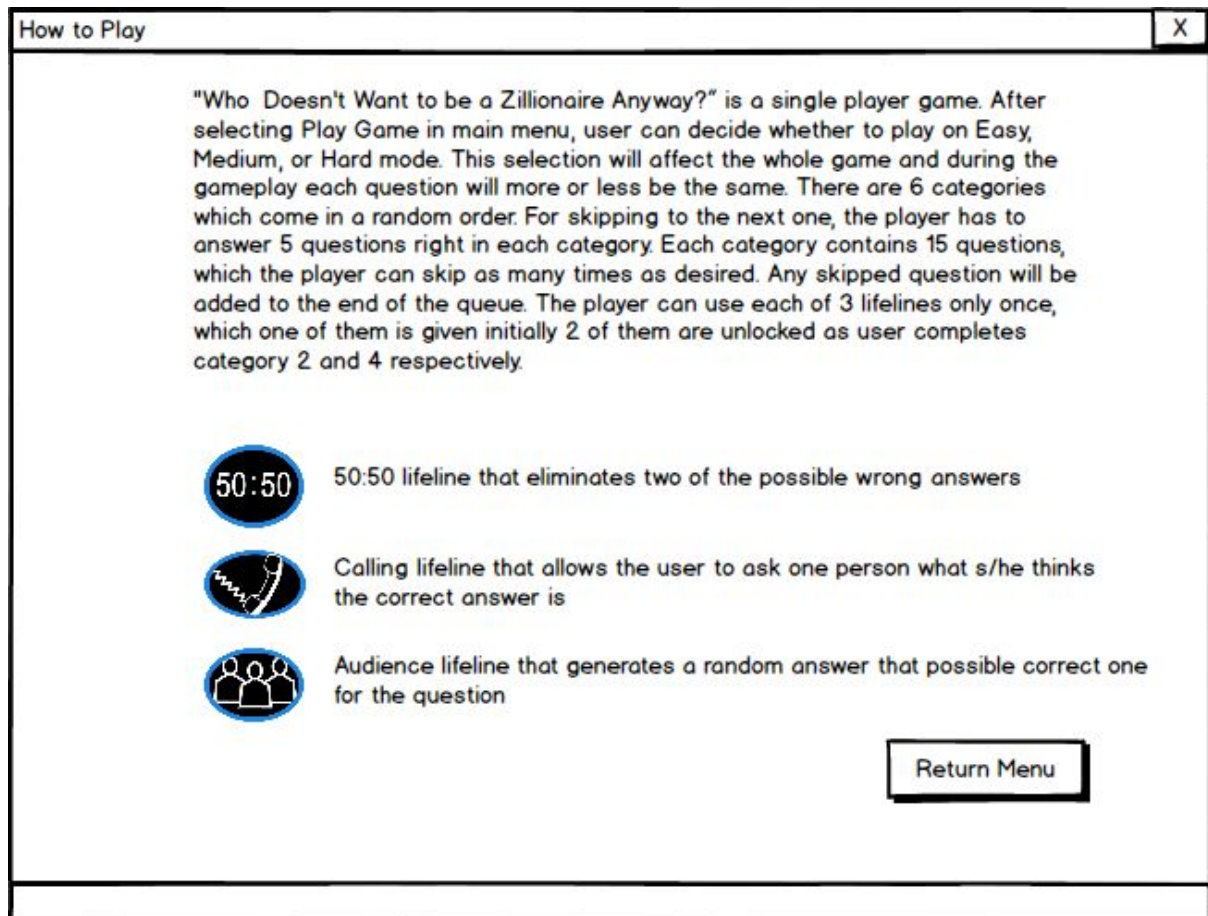 How to Play
X
"Who Doesn't Want to be a Zillionaire Anyway?" is a single player game. After
selecting Play Game in main menu, user can decide whether to play on Easy,
Medium, or Hard mode. This selection will affect the whole game and during the
gameplay each question will more or less be the same. There are 6 categories
which come in a random order. For skipping to the next one, the player has to
answer 5 questions right in each category. Each category contains 15 questions,
which the player can skip as many times as desired. Any skipped question will be
added to the end of the queue. The player can use each of 3 lifelines only once,
which one of them is given initially 2 of them are unlocked as user completes
category 2 and 4 respectively.
50:50
50:50 lifeline that eliminates two of the possible wrong answers
Calling lifeline that allows the user to ask one person what s/he thinks
the correct answer is
Audience lifeline that generates a random answer that possible correct one
for the question
Return Menu